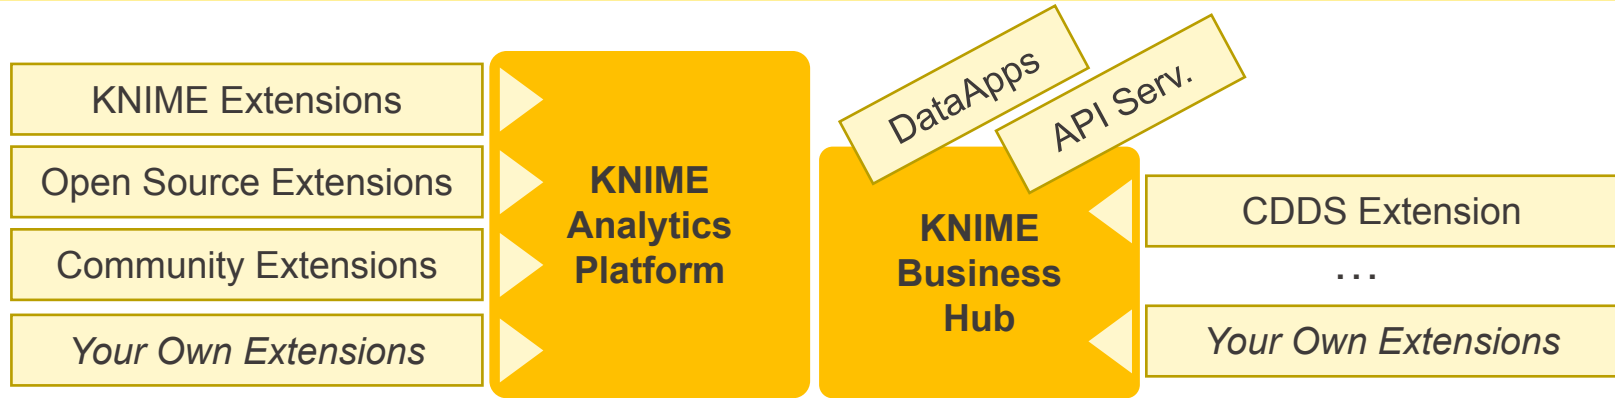 KNIME Extensions
Open Source Extensions
Community Extensions
Your Own Extensions
KNIME
Analytics
Platform
DataApps
API Serv.
KNIME
Business
Hub
CDDS Extension
...
Your Own Extensions